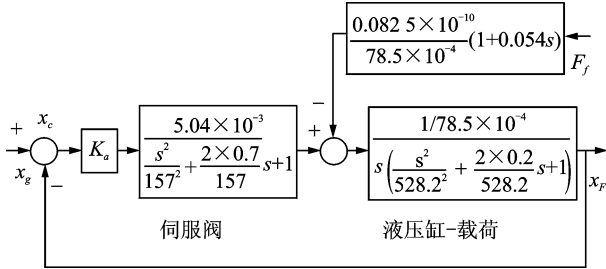 0.082 5×10⁻¹⁰
78.5×10⁻⁴
(1+0.054s)
F_f
−
+
x_c
x_g
−
K_a
5.04×10⁻³
s²/157² + 2×0.7/157 s+1
+
1/78.5×10⁻⁴
s(s²/528.2² + 2×0.2/528.2 s+1)
x_F
伺服阀
液压缸-载荷